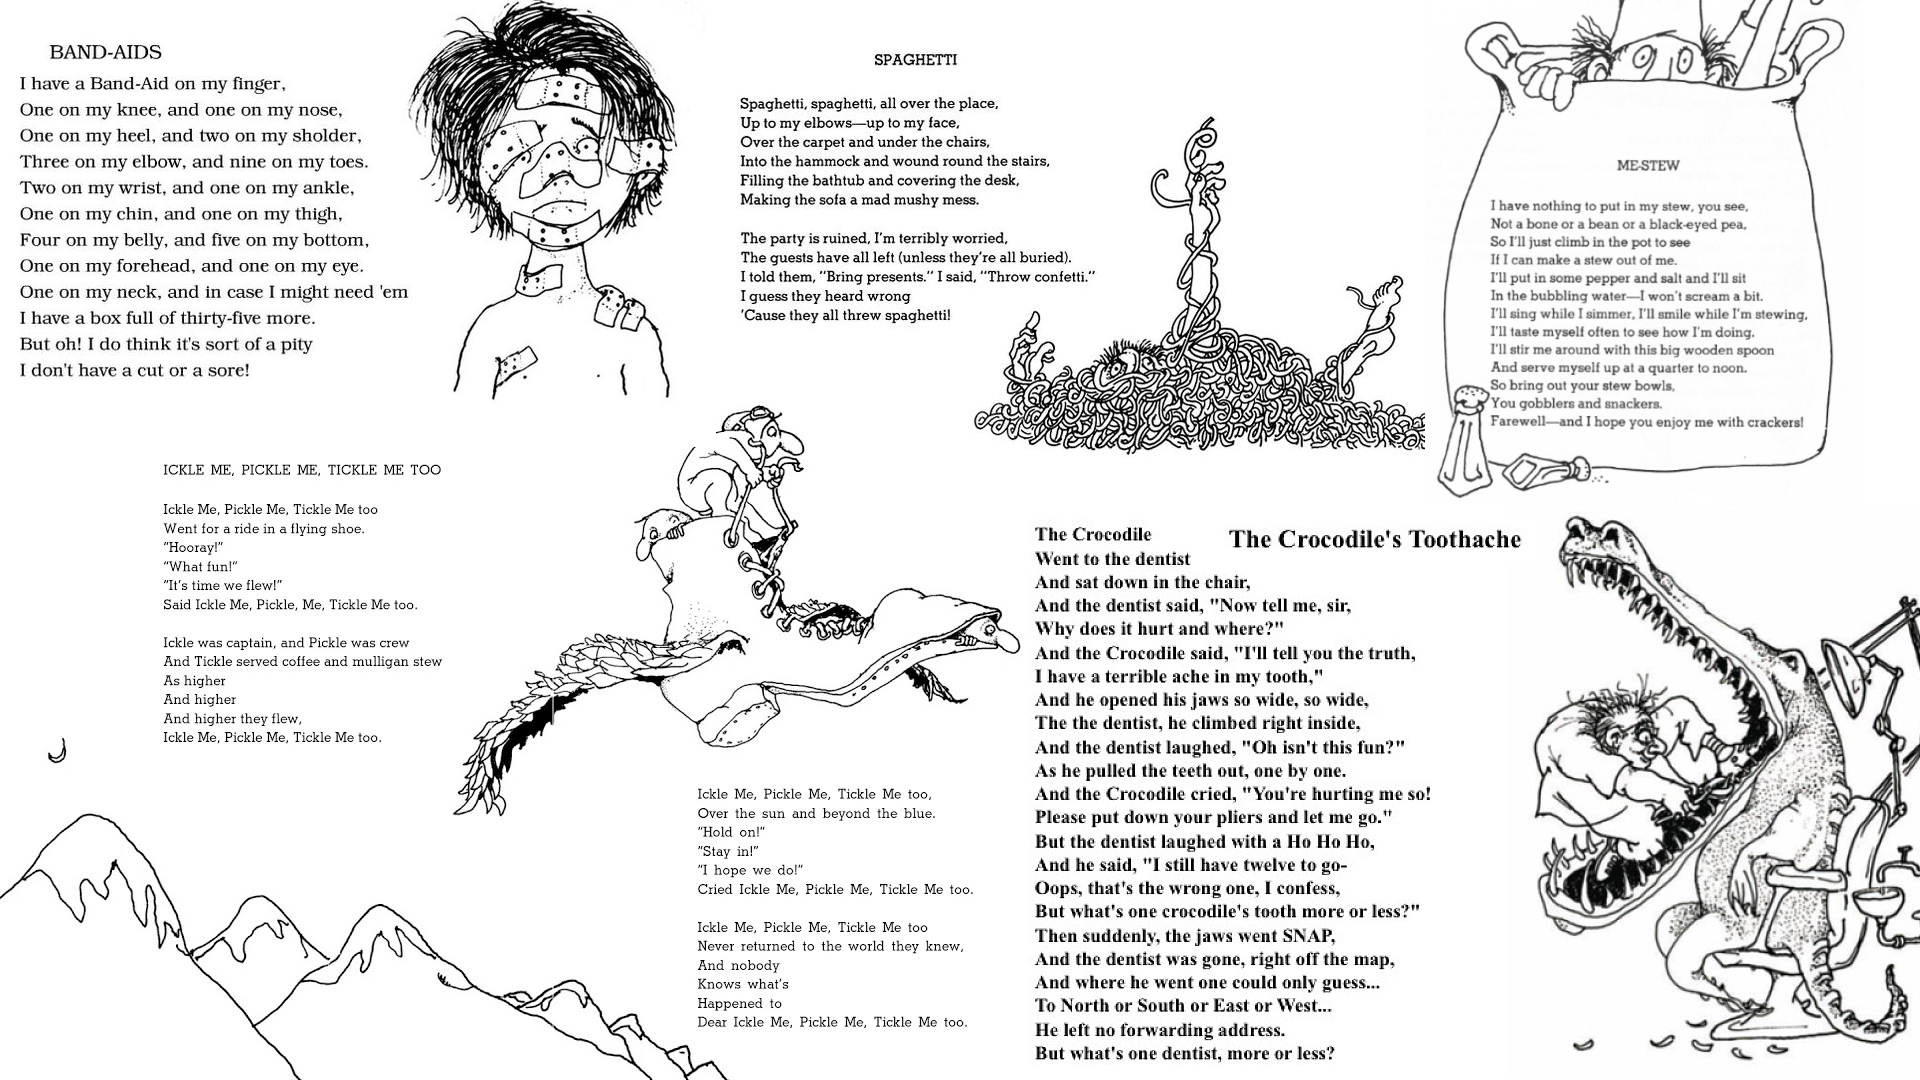 BAND-AIDS
I have a Band-Aid on my finger,
One on my knee, and one on my nose,
One on my heel, and two on my sholder,
Three on my elbow, and nine on my toes.
Two on my wrist, and one on my ankle,
One on my chin, and one on my thigh,
Four on my belly, and five on my bottom,
One on my forehead, and one on my eye.
One on my neck, and in case I might need 'em
I have a box full of thirty-five more.
But oh! I do think it's sort of a pity
I don't have a cut or a sore!
SPAGHETTI
Spaghetti, spaghetti, all over the place,
Up to my elbows—up to my face,
Over the carpet and under the chairs,
Into the hammock and wound round the stairs,
Filling the bathtub and covering the desk,
Making the sofa a mad mushy mess.
The party is ruined, I'm terribly worried,
The guests have all left (unless they're all buried).
I told them, "Bring presents." I said, "Throw confetti."
I guess they heard wrong
'Cause they all threw spaghetti!
ME-STEW
I have nothing to put in my stew, you see,
Not a bone or a bean or a black-eyed pea,
So I'll just climb in the pot to see
If I can make a stew out of me.
I'll put in some pepper and salt and I'll sit
In the bubbling water—I won't scream a bit.
I'll sing while I simmer, I'll smile while I'm stewing,
I'll taste myself often to see how I'm doing.
I'll stir me around with this big wooden spoon
And serve myself up at a quarter to noon.
So bring out your stew bowls,
You gobblers and snackers.
Farewell—and I hope you enjoy me with crackers!
ICKLE ME, PICKLE ME, TICKLE ME TOO
Ickle Me, Pickle Me, Tickle Me too
Went for a ride in a flying shoe.
"Hooray!"
"What fun!"
"It's time we flew!"
Said Ickle Me, Pickle, Me, Tickle Me too.
Ickle was captain, and Pickle was crew
And Tickle served coffee and mulligan stew
As higher
And higher
And higher they flew,
Ickle Me, Pickle Me, Tickle Me too.
Ickle Me, Pickle Me, Tickle Me too,
Over the sun and beyond the blue.
"Hold on!"
"Stay in!"
"I hope we do!"
Cried Ickle Me, Pickle Me, Tickle Me too.
Ickle Me, Pickle Me, Tickle Me too
Never returned to the world they knew,
And nobody
Knows what's
Happened to
Dear Ickle Me, Pickle Me, Tickle Me too.
The Crocodile's Toothache
The Crocodile
Went to the dentist
And sat down in the chair,
And the dentist said, "Now tell me, sir,
Why does it hurt and where?"
And the Crocodile said, "I'll tell you the truth,
I have a terrible ache in my tooth,"
And he opened his jaws so wide, so wide,
The the dentist, he climbed right inside,
And the dentist laughed, "Oh isn't this fun?"
As he pulled the teeth out, one by one.
And the Crocodile cried, "You're hurting me so!
Please put down your pliers and let me go."
But the dentist laughed with a Ho Ho Ho,
And he said, "I still have twelve to go-
Oops, that's the wrong one, I confess,
But what's one crocodile's tooth more or less?"
Then suddenly, the jaws went SNAP,
And the dentist was gone, right off the map,
And where he went one could only guess...
To North or South or East or West...
He left no forwarding address.
But what's one dentist, more or less?